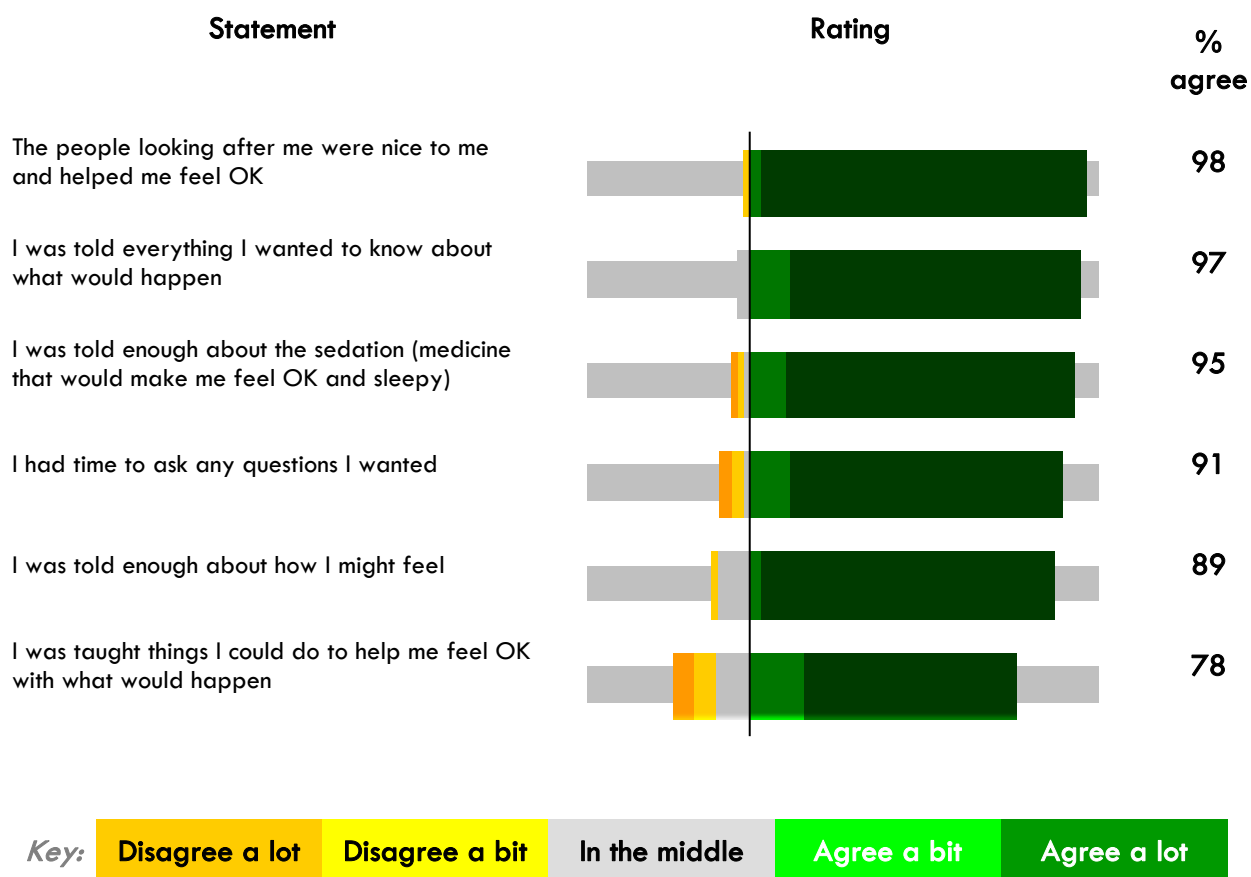 Statement
Rating
%
agree
The people looking after me were nice to me
and helped me feel OK
98
I was told everything I wanted to know about
what would happen
97
I was told enough about the sedation (medicine
that would make me feel OK and sleepy)
95
I had time to ask any questions I wanted
91
I was told enough about how I might feel
89
I was taught things I could do to help me feel OK
with what would happen
78
Key: Disagree a lot Disagree a bit In the middle Agree a bit Agree a lot